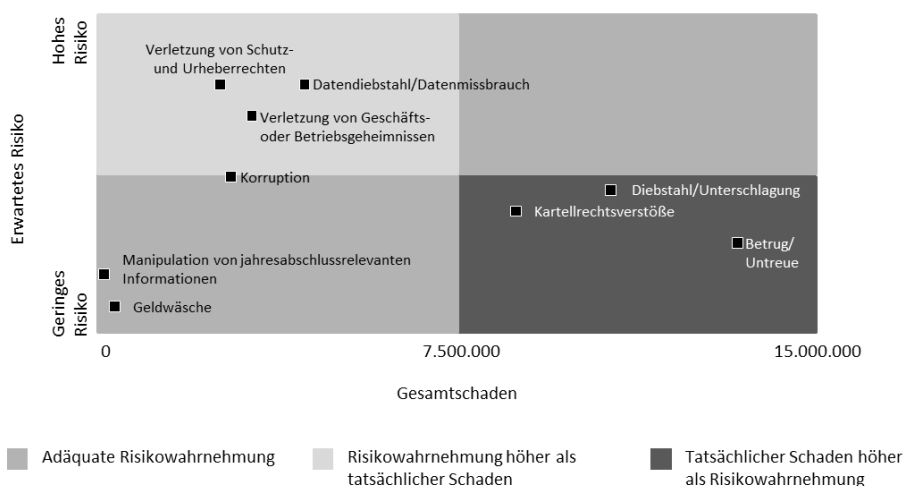 Hohes
Risiko
Erwartetes Risiko
Geringes
Risiko
Verletzung von Schutz-
und Urheberrechten
Datendiebstahl/Datenmissbrauch
Verletzung von Geschäfts-
oder Betriebsgeheimnissen
Korruption
Diebstahl/Unterschlagung
Kartellrechtsverstöße
Betrug/
Untreue
Manipulation von jahresabschlussrelevanten
Informationen
Geldwäsche
0
7.500.000
15.000.000
Gesamtschaden
Adäquate Risikowahrnehmung
Risikowahrnehmung höher als
tatsächlicher Schaden
Tatsächlicher Schaden höher
als Risikowahrnehmung